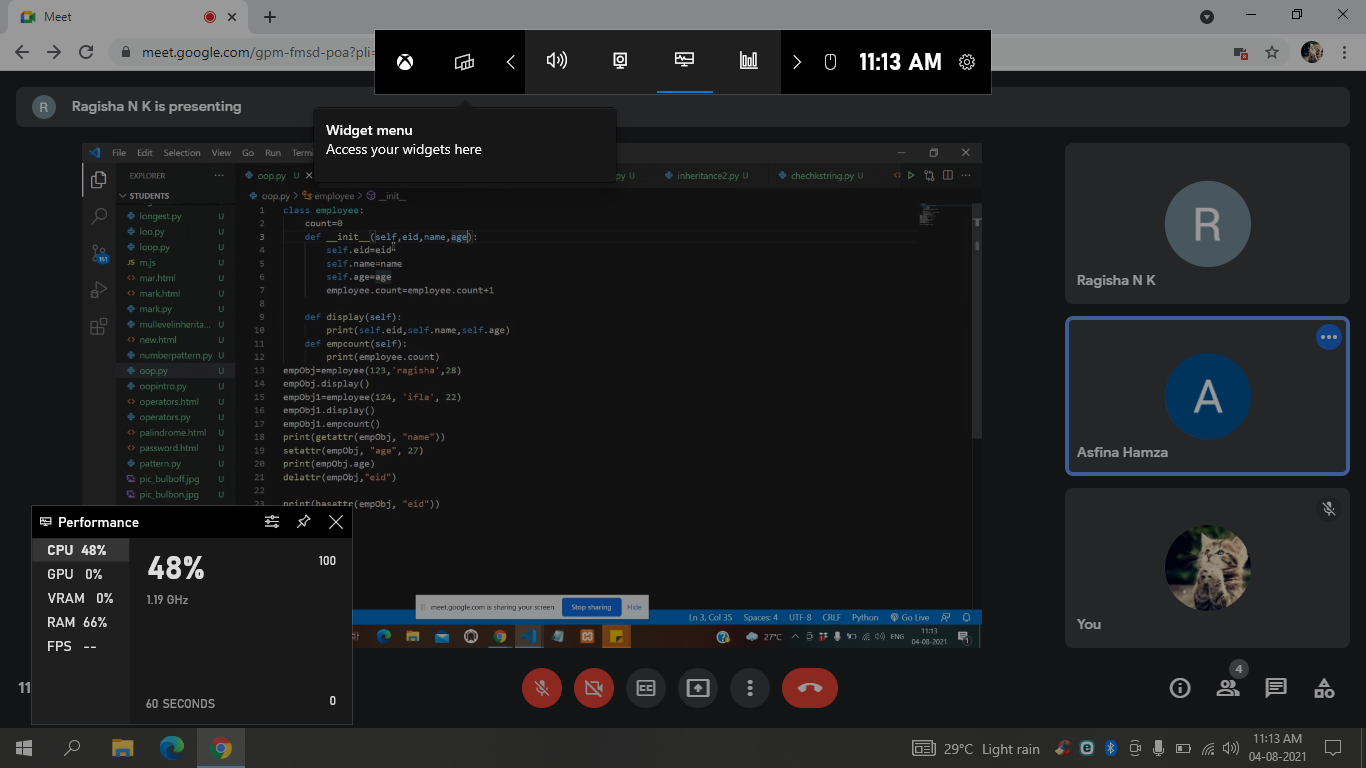 Meet
meet.google.com/gpm-fmsd-poa?pli=
11:13 AM
R Ragisha N K is presenting
Widget menu
Access your widgets here
File Edit Selection View Go Run Term
EXPLORER
oop.py U
py U
inheritance2.py U
chechkstring.py U
STUDENTS
oop.py > employee > __init__
longest.py U
loo.py U
loop.py U
JS m.js U
mar.html U
mark.html U
mark.py U
mullevelinherita... U
new.html U
numberpattern.py U
oop.py U
oopintro.py U
operators.html U
operators.py U
palindrome.html U
password.html U
pattern.py U
pic_bulboff.jpg U
pic_bulbon.jpg U
151
1 class employee:
2 count=0
3 def __init__(self,eid,name,age):
4 self.eid=eid
5 self.name=name
6 self.age=age
7 employee.count=employee.count+1
8
9 def display(self):
10 print(self.eid,self.name,self.age)
11 def empcount(self):
12 print(employee.count)
13 empObj=employee(123,'ragisha',28)
14 empObj.display()
15 empObj1=employee(124, 'ifla', 22)
16 empObj1.display()
17 empObj1.empcount()
18 print(getattr(empObj, "name"))
19 setattr(empObj, "age", 27)
20 print(empObj.age)
21 delattr(empObj,"eid")
22
23 print(hasattr(empObj, "eid"))
R
Ragisha N K
A
Asfina Hamza
You
Performance
CPU 48%
GPU 0%
VRAM 0%
RAM 66%
FPS --
48%
1.19 GHz
100
60 SECONDS
0
meet.google.com is sharing your screen.
Stop sharing
Hide
Ln 3, Col 35 Spaces: 4 UTF-8 CRLF Python Go Live
27°C ENG 11:13
04-08-2021
1
11
4
29°C Light rain
11:13 AM
04-08-2021